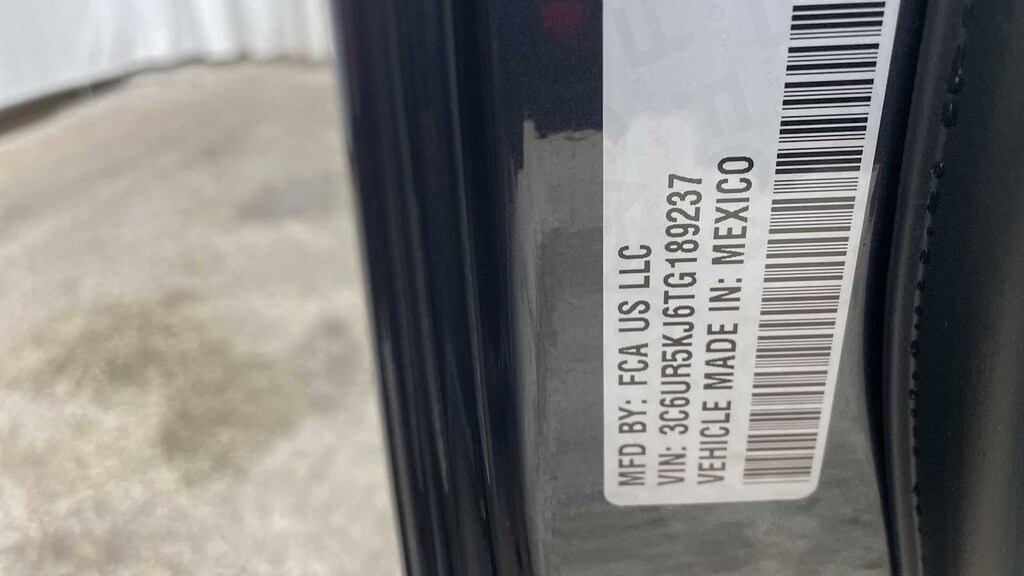 MFD BY: FCA US LLC
VIN: 3C6UR5KJ6TG189237
VEHICLE MADE IN: MEXICO